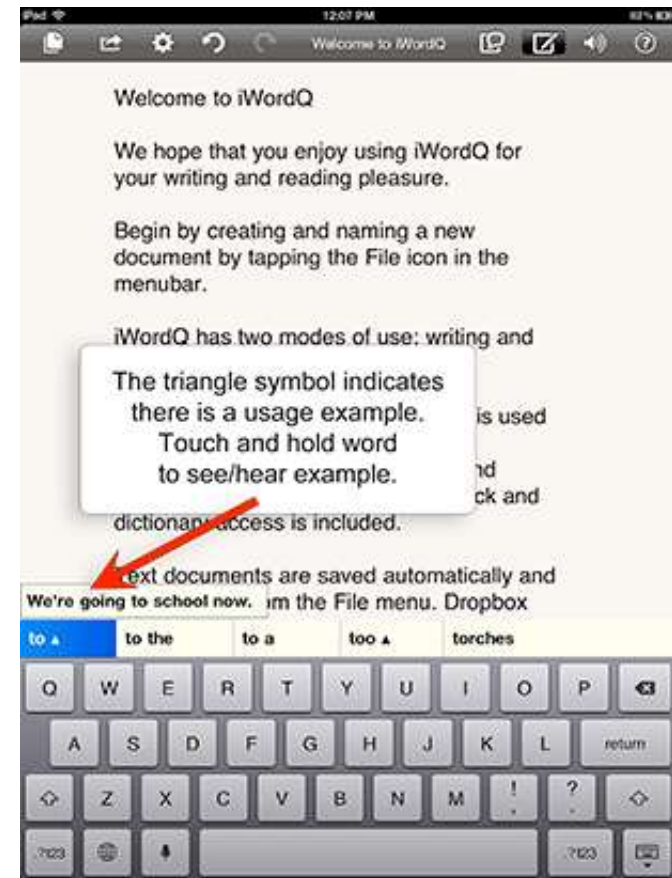 iPad 12:07 PM 82%
Welcome to iWordQ
Welcome to iWordQ
We hope that you enjoy using iWordQ for
your writing and reading pleasure.
Begin by creating and naming a new
document by tapping the File icon in the
menubar.
iWordQ has two modes of use: writing and
The triangle symbol indicates
there is a usage example.
Touch and hold word
to see/hear example.
is used
nd
ck and
dictionary access is included.
Text documents are saved automatically and
We're going to school now. om the File menu. Dropbox
to ▲ to the to a too ▲ torches
Q W E R T Y U I O P
A S D F G H J K L return
Z X C V B N M ! , ? .
.?123 .?123